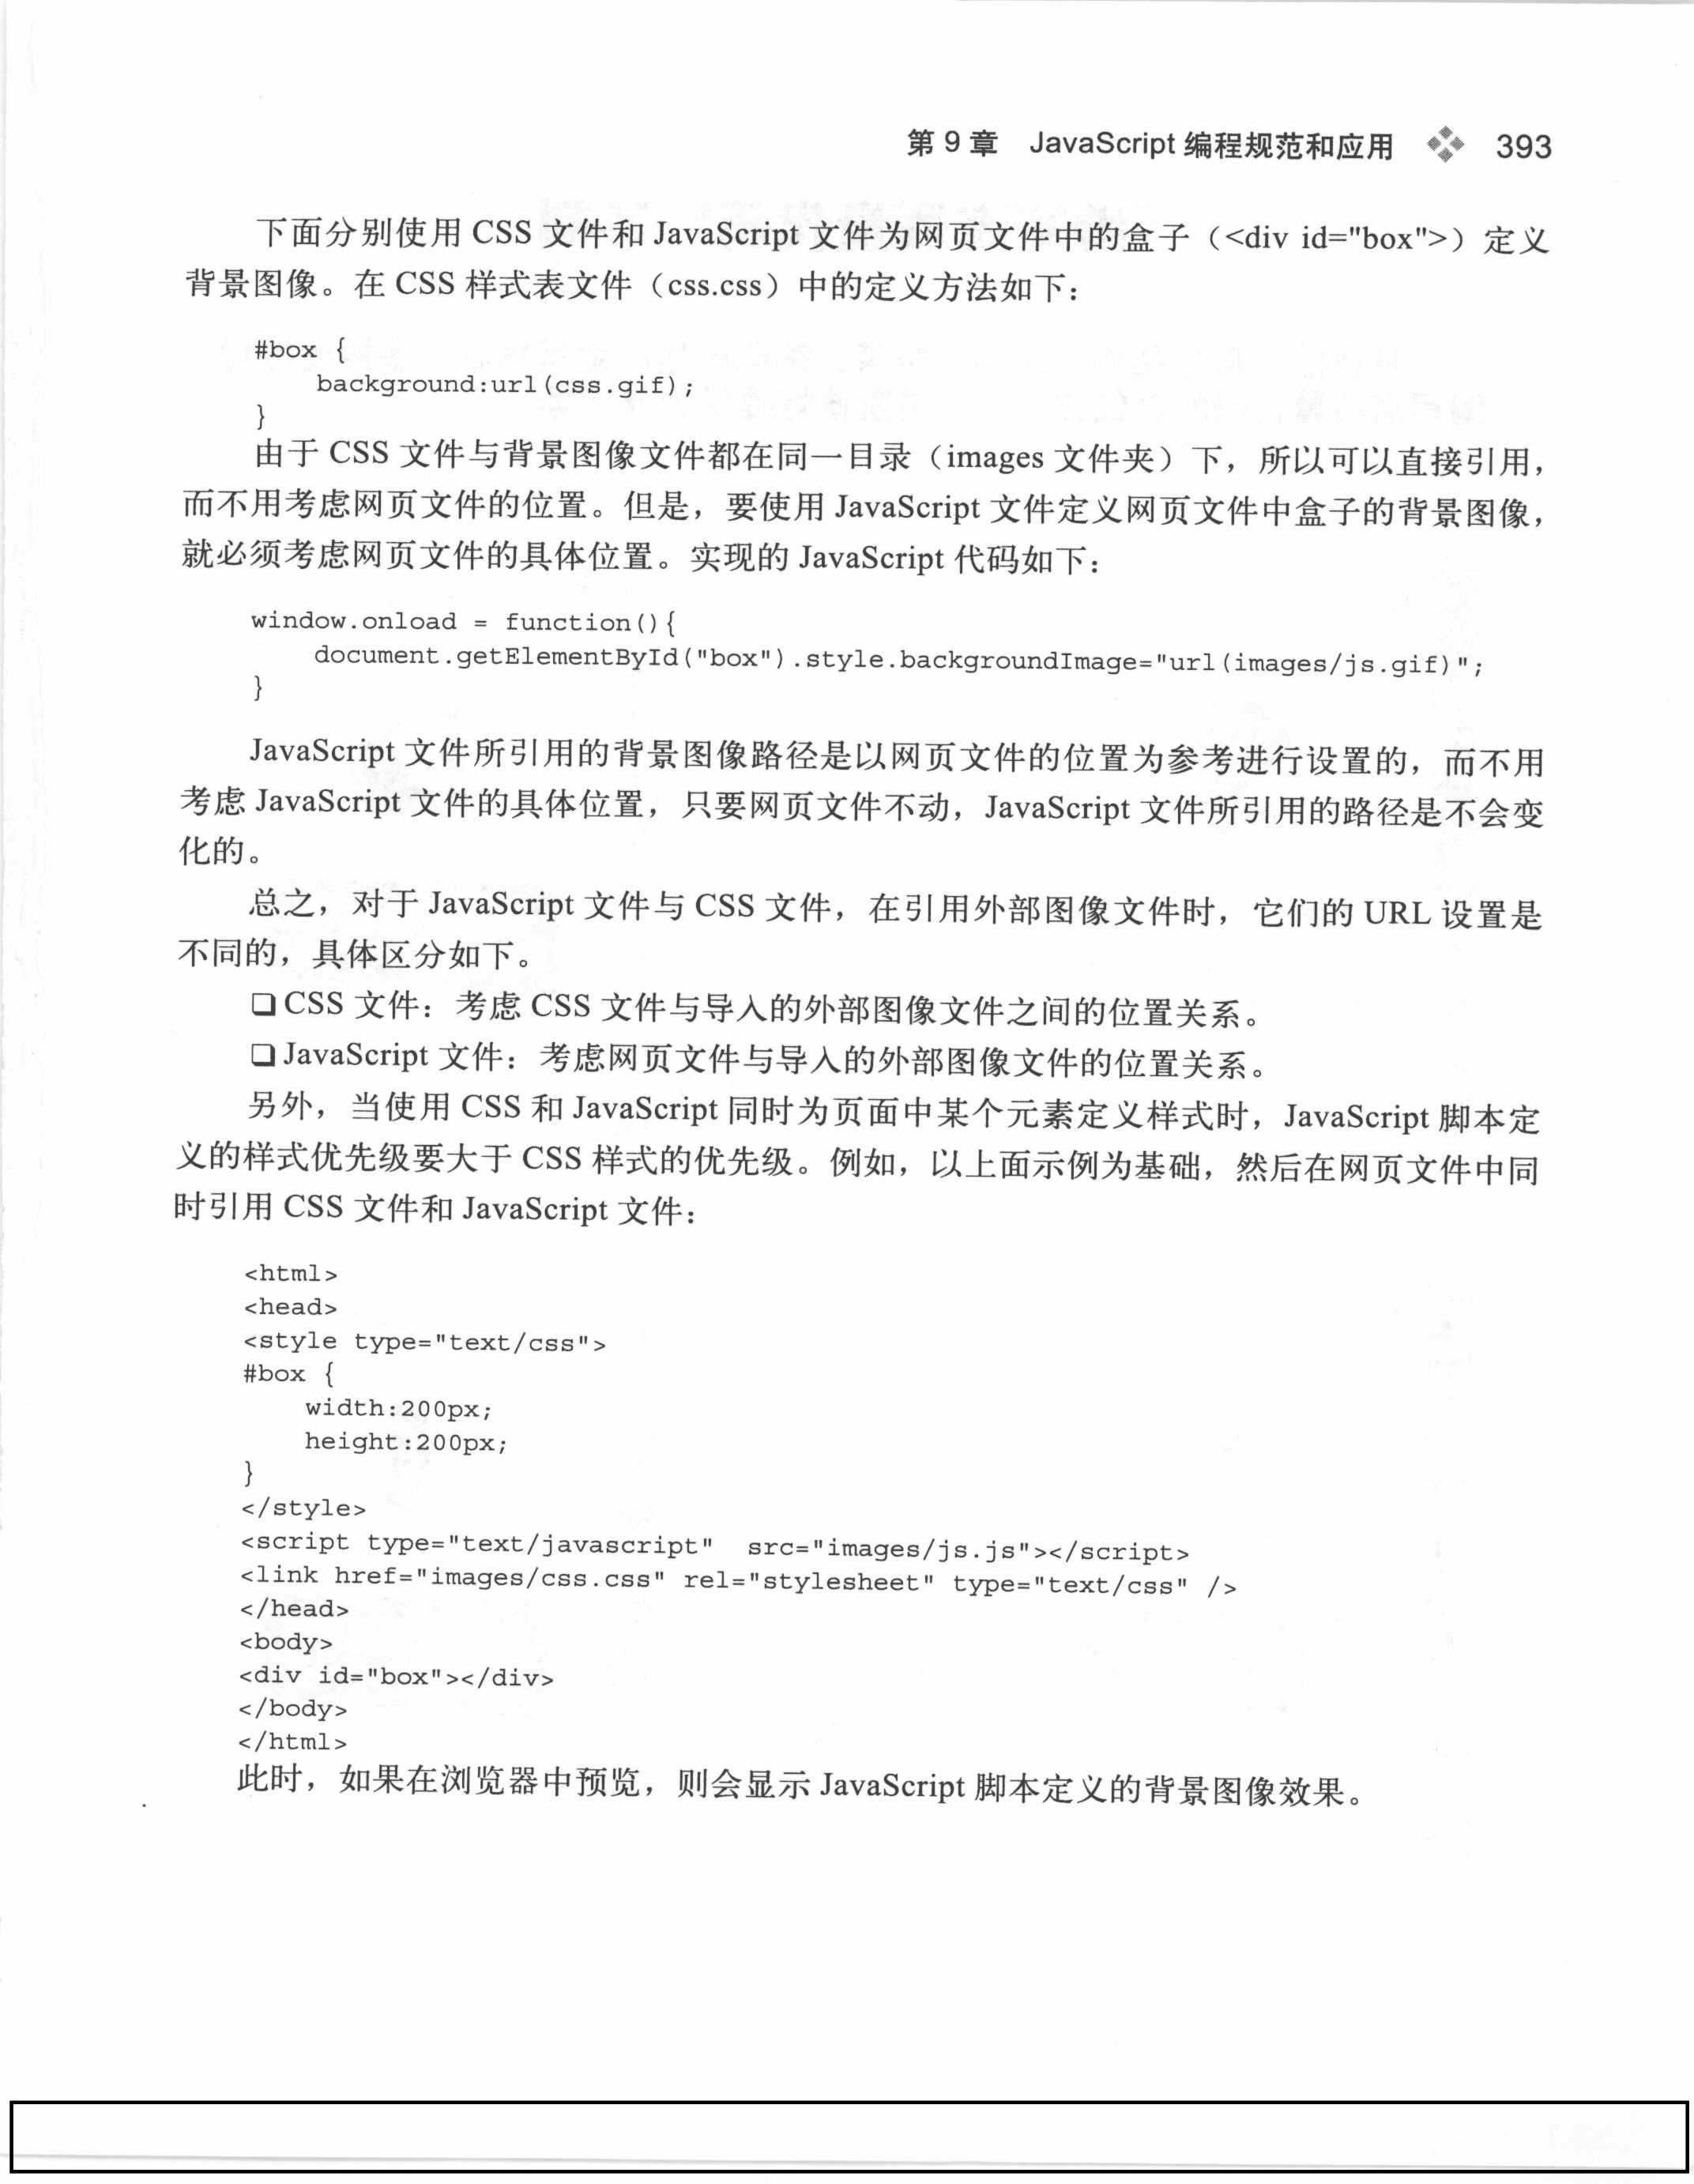 第 9 章 JavaScript 编程规范和应用 393
下面分别使用 CSS 文件和 JavaScript 文件为网页文件中的盒子（<div id="box">）定义
背景图像。在 CSS 样式表文件（css.css）中的定义方法如下：
#box {
    background:url(css.gif);
}
由于 CSS 文件与背景图像文件都在同一目录（images 文件夹）下，所以可以直接引用，
而不用考虑网页文件的位置。但是，要使用 JavaScript 文件定义网页文件中盒子的背景图像，
就必须考虑网页文件的具体位置。实现的 JavaScript 代码如下：
window.onload = function(){
    document.getElementById("box").style.backgroundImage="url(images/js.gif)";
}
JavaScript 文件所引用的背景图像路径是以网页文件的位置为参考进行设置的，而不用
考虑 JavaScript 文件的具体位置，只要网页文件不动，JavaScript 文件所引用的路径是不会变
化的。
总之，对于 JavaScript 文件与 CSS 文件，在引用外部图像文件时，它们的 URL 设置是
不同的，具体区分如下。
❏ CSS 文件：考虑 CSS 文件与导入的外部图像文件之间的位置关系。
❏ JavaScript 文件：考虑网页文件与导入的外部图像文件的位置关系。
另外，当使用 CSS 和 JavaScript 同时为页面中某个元素定义样式时，JavaScript 脚本定
义的样式优先级要大于 CSS 样式的优先级。例如，以上面示例为基础，然后在网页文件中同
时引用 CSS 文件和 JavaScript 文件：
<html>
<head>
<style type="text/css">
#box {
    width:200px;
    height:200px;
}
</style>
<script type="text/javascript"  src="images/js.js"></script>
<link href="images/css.css" rel="stylesheet" type="text/css" />
</head>
<body>
<div id="box"></div>
</body>
</html>
此时，如果在浏览器中预览，则会显示 JavaScript 脚本定义的背景图像效果。